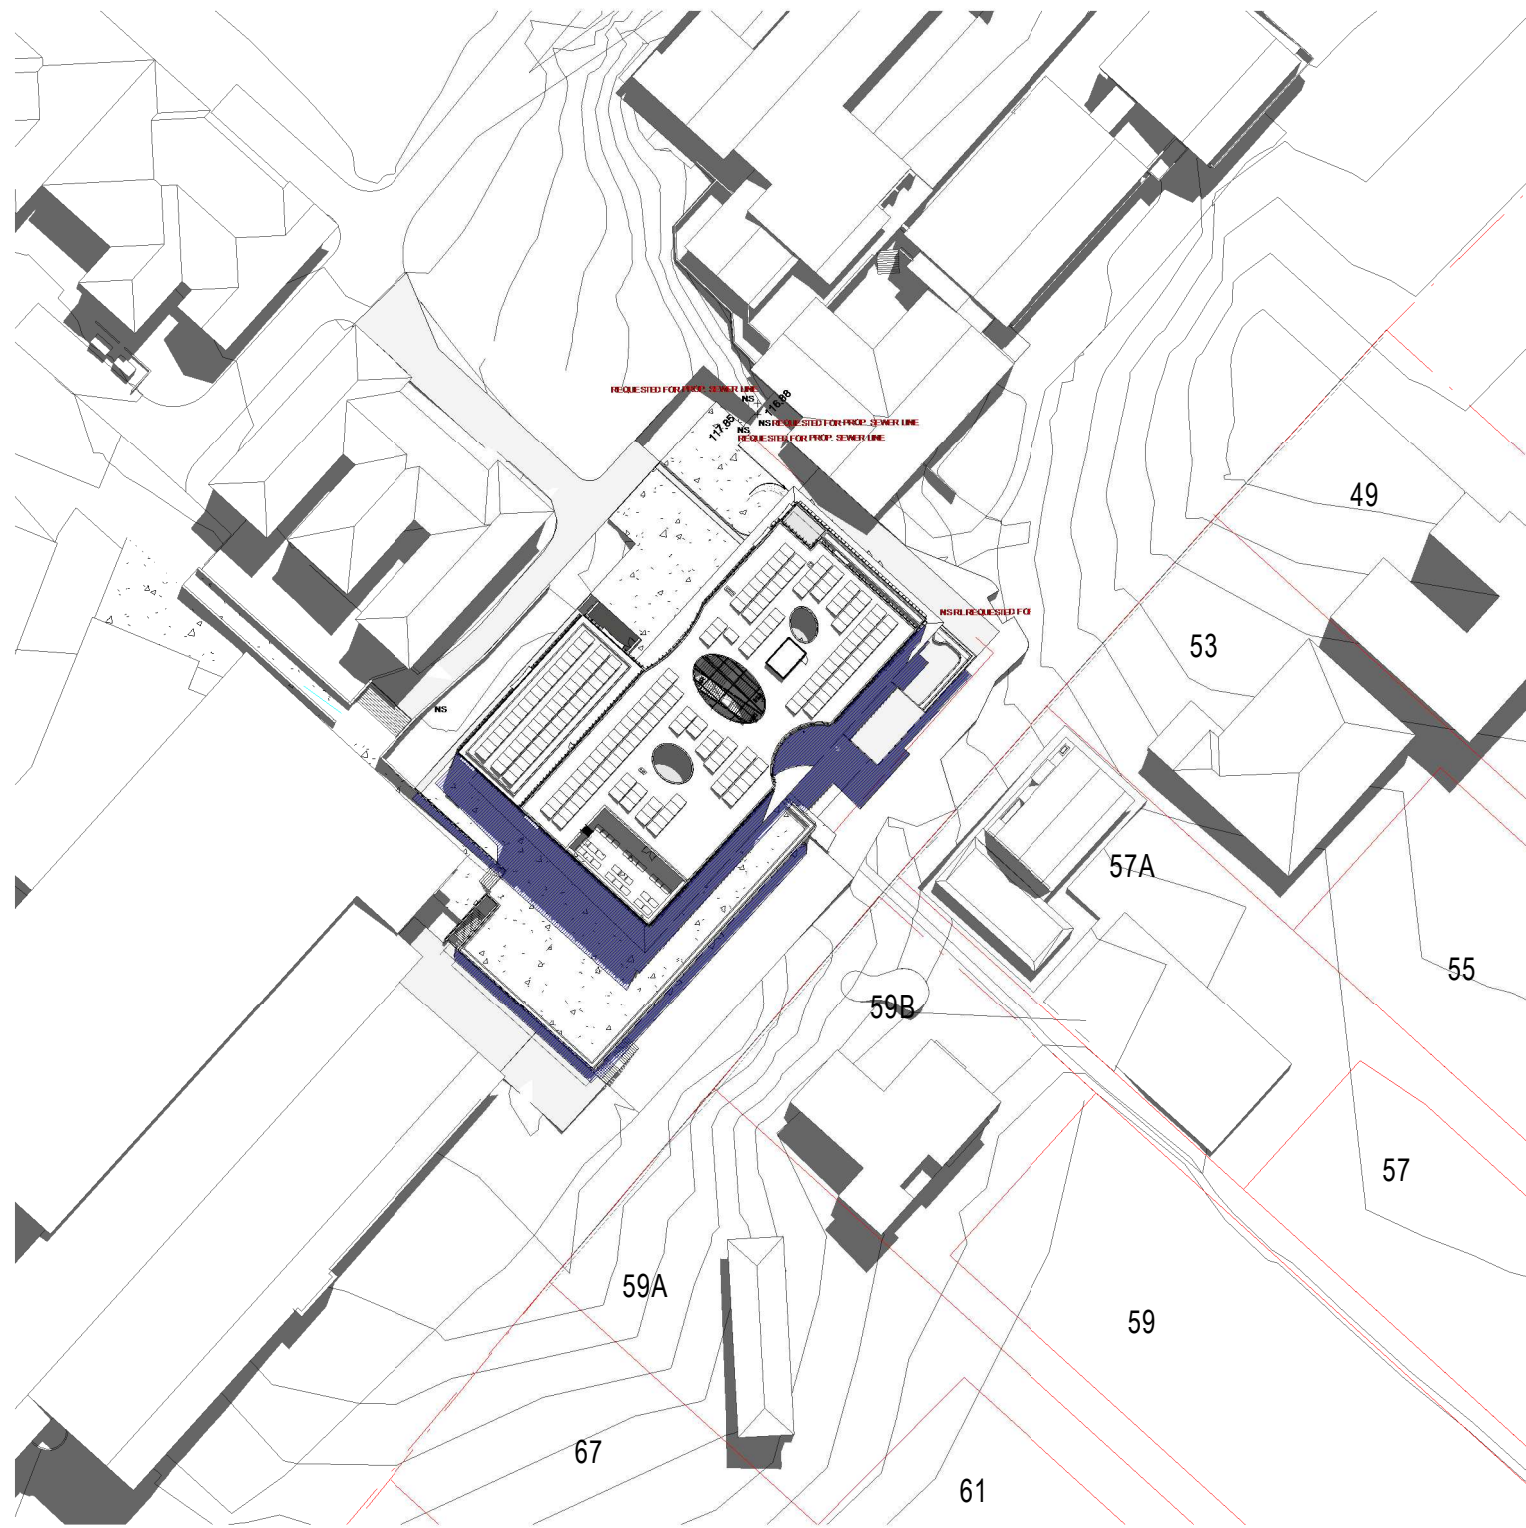 REQUESTED FOR PROP. SEWER LINE
NS
116.88
117.85
NS REQUESTED FOR PROP. SEWER LINE
NS
REQUESTED FOR PROP. SEWER LINE
49
NS RL REQUESTED FO
53
NS
57A
55
59B
57
59A
59
67
61